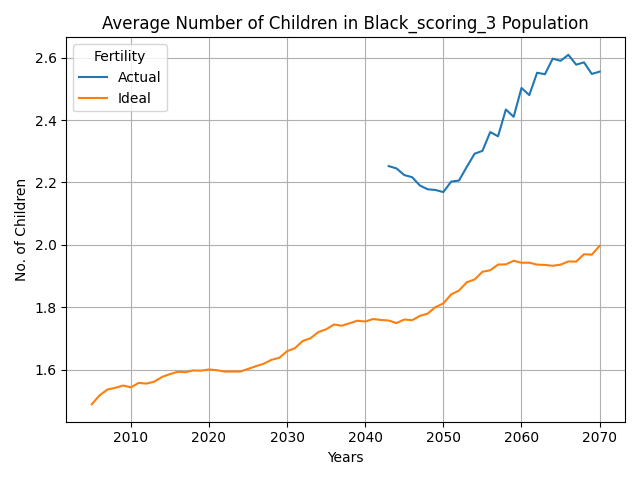 Average Number of Children in Black_scoring_3 Population
Fertility
Actual
Ideal
No. of Children
2.6
2.4
2.2
2.0
1.8
1.6
2010 2020 2030 2040 2050 2060 2070
Years